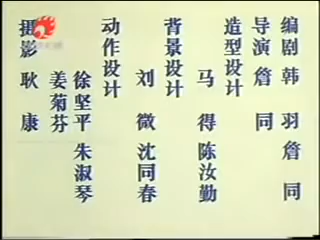 编剧 韩羽 詹同
导演 詹同
造型设计
马得 陈汝勤
背景设计
刘微 沈同春
动作设计
徐坚平 朱淑琴
姜菊芬
摄影 耿康